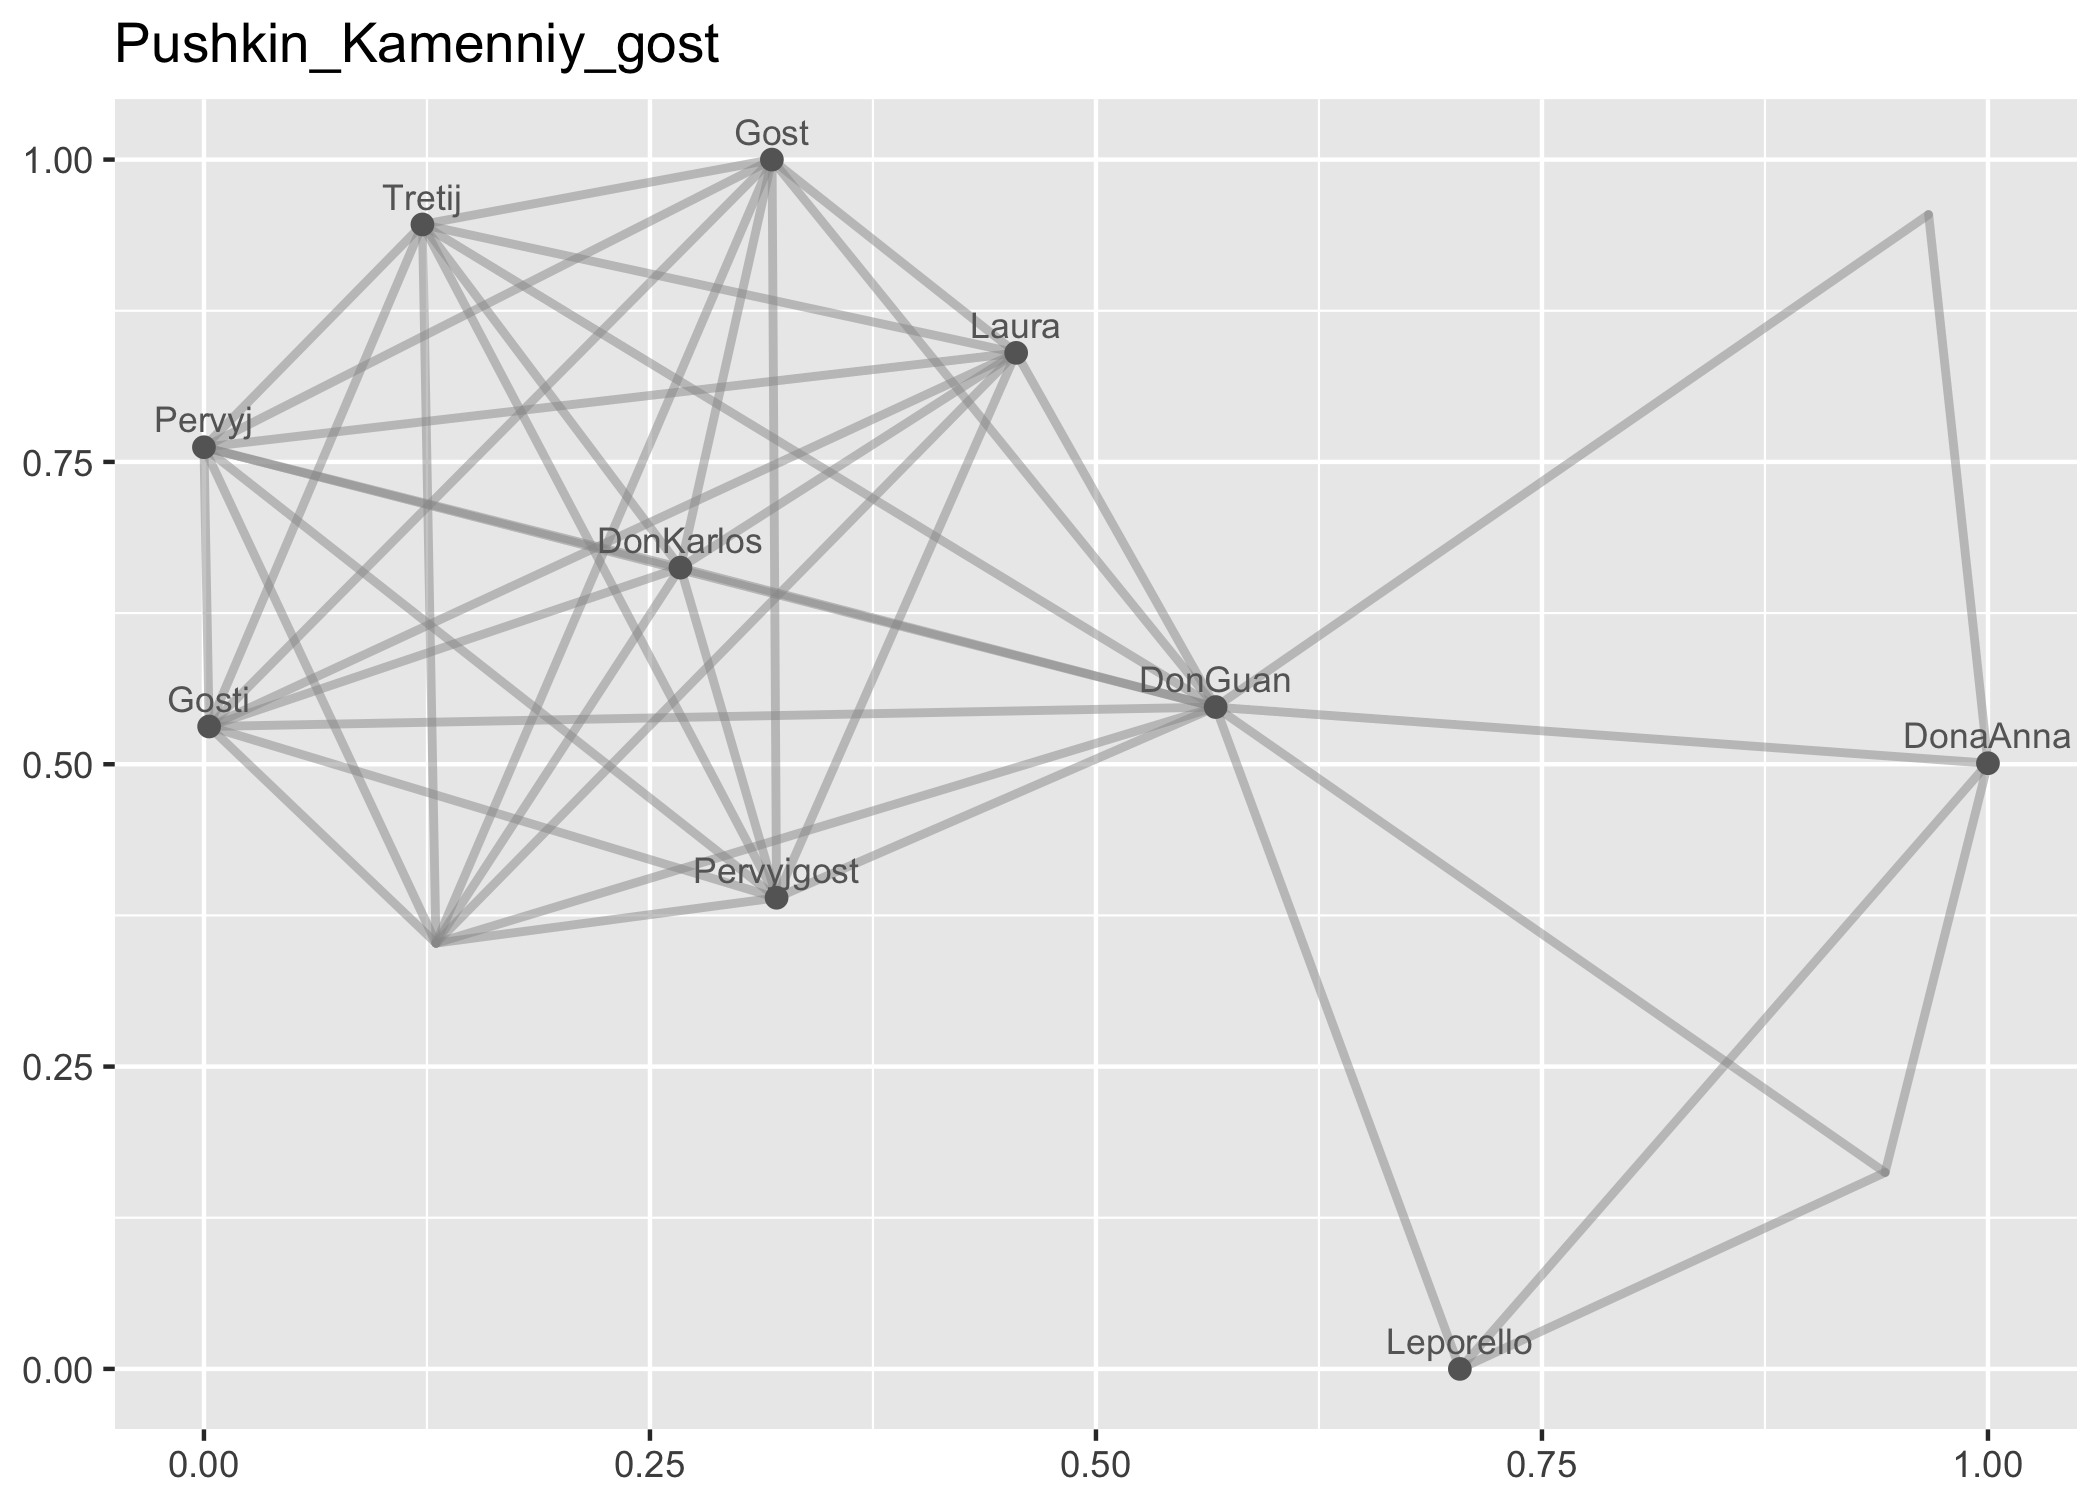 Pushkin_Kamenniy_gost
Gost
1.00
Tretij
Laura
Pervyj
0.75
DonKarlos
DonGuan
Gosti
DonaAnna
0.50
Pervyjgost
0.25
Leporello
0.00
0.00 0.25 0.50 0.75 1.00